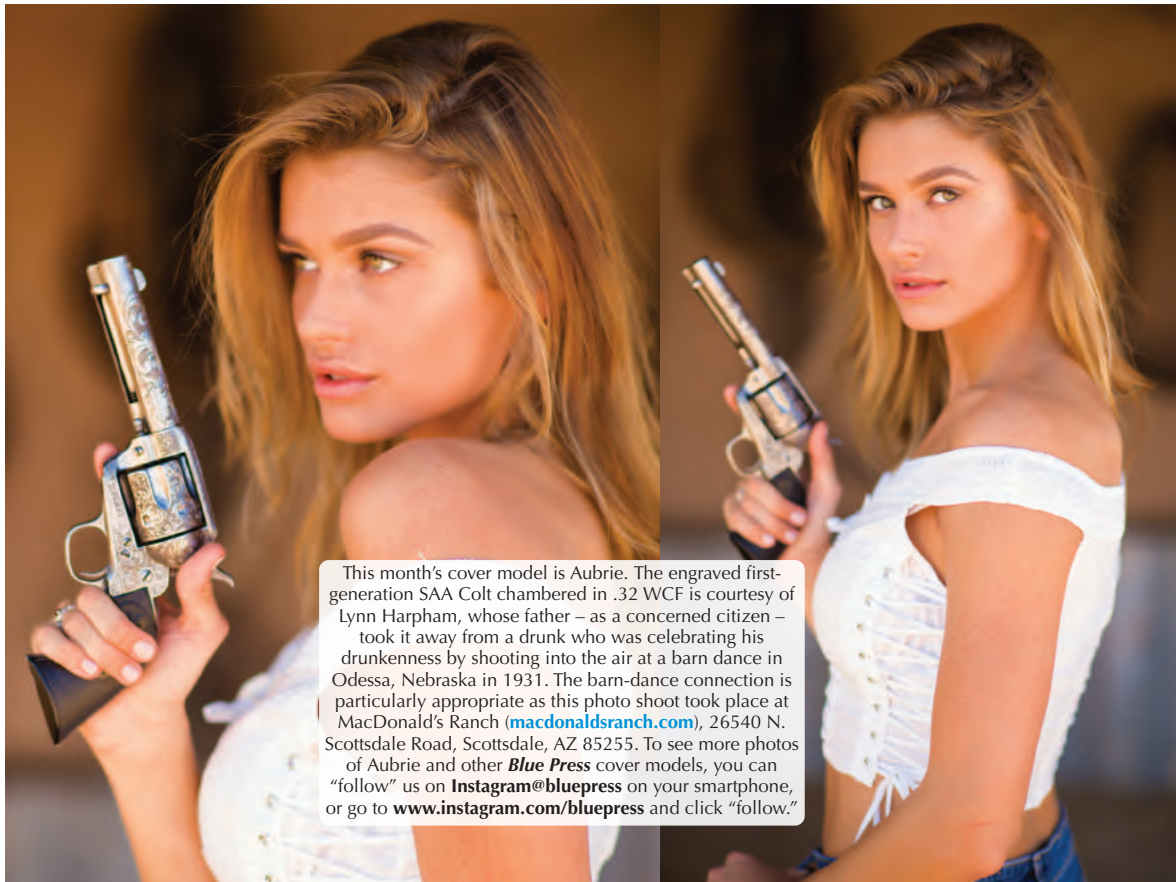 This month's cover model is Aubrie. The engraved first-
generation SAA Colt chambered in .32 WCF is courtesy of
Lynn Harpham, whose father – as a concerned citizen –
took it away from a drunk who was celebrating his
drunkenness by shooting into the air at a barn dance in
Odessa, Nebraska in 1931. The barn-dance connection is
particularly appropriate as this photo shoot took place at
MacDonald's Ranch (macdonaldsranch.com), 26540 N.
Scottsdale Road, Scottsdale, AZ 85255. To see more photos
of Aubrie and other Blue Press cover models, you can
“follow” us on Instagram@bluepress on your smartphone,
or go to www.instagram.com/bluepress and click “follow.”